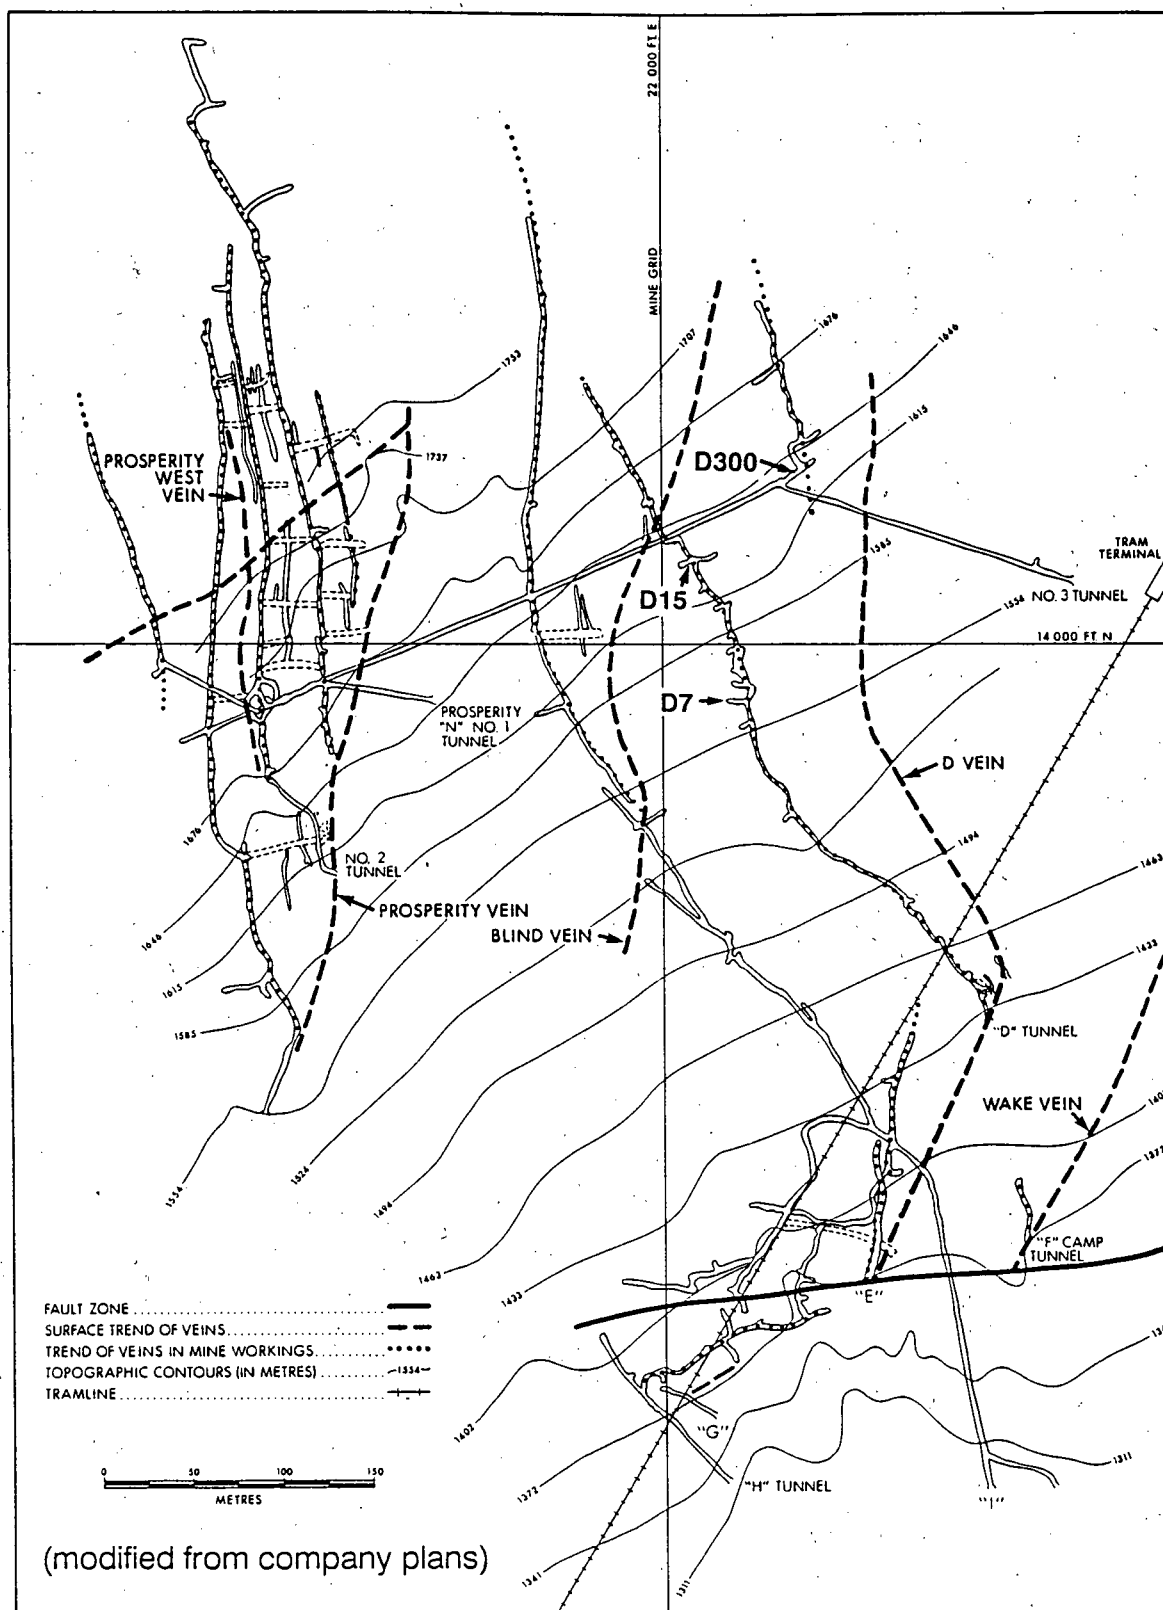 22 000 FT E
MINE GRID
1753
1707
1676
1646
1615
PROSPERITY
WEST
VEIN
1737
D300
1585
TRAM
TERMINAL
D15
1554
NO. 3 TUNNEL
14 000 FT. N
D7
PROSPERITY
"N" NO. 1
TUNNEL
D VEIN
1676
1494
1463
NO. 2
TUNNEL
PROSPERITY VEIN
BLIND VEIN
1646
1433
1615
1585
"D" TUNNEL
WAKE VEIN
1377
1554
1524
1494
"F" CAMP
TUNNEL
1463
1433
"E"
FAULT ZONE
SURFACE TREND OF VEINS
TREND OF VEINS IN MINE WORKINGS
TOPOGRAPHIC CONTOURS (IN METRES) 1554
TRAMLINE
1402
"G"
1311
0 50 100 150
METRES
1372
"H" TUNNEL
"I"
(modified from company plans)
1341
1311